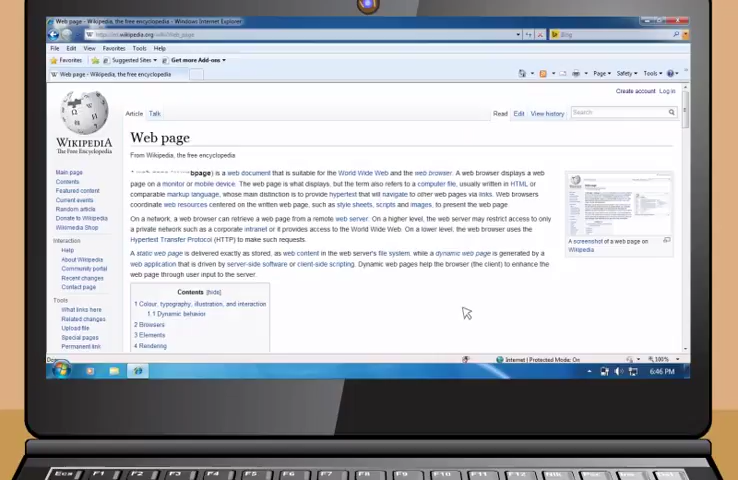 Web page - Wikipedia, the free encyclopedia - Windows Internet Explorer
Bing
File Edit View Favorites Tools Help
Favorites Suggested Sites Get more Add-ons
Web page - Wikipedia, the free encyclopedia
Page Safety Tools
Create account Log in
Article Talk
Read Edit View history Search
WIKIPEDIA
The Free Encyclopedia
Web page
From Wikipedia, the free encyclopedia
page) is a web document that is suitable for the World Wide Web and the web browser. A web browser displays a web
page on a monitor or mobile device. The web page is what displays, but the term also refers to a computer file, usually written in HTML or
comparable markup language, whose main distinction is to provide hypertext that will navigate to other web pages via links. Web browsers
coordinate web resources centered on the written web page, such as style sheets, scripts and images, to present the web page
On a network, a web browser can retrieve a web page from a remote web server. On a higher level, the web server may restrict access to only
a private network such as a corporate intranet or it provides access to the World Wide Web. On a lower level, the web browser uses the
Hypertext Transfer Protocol (HTTP) to make such requests.
A static web page is delivered exactly as stored, as web content in the web server's file system, while a dynamic web page is generated by a
web application that is driven by server-side software or client-side scripting. Dynamic web pages help the browser (the client) to enhance the
web page through user input to the server.
A screenshot of a web page on
Wikipedia
Contents [hide]
1 Colour, typography, illustration, and interaction
1.1 Dynamic behavior
2 Browsers
3 Elements
4 Rendering
Main page
Contents
Featured content
Current events
Random article
Donate to Wikipedia
Wikimedia Shop
Interaction
Help
About Wikipedia
Community portal
Recent changes
Contact page
Tools
What links here
Related changes
Upload file
Special pages
Permanent link
Internet | Protected Mode: On
100%
6:46 PM
Esc F1 F2 F3 F4 F5 F6 F7 F8 F9 F10 F11 F12